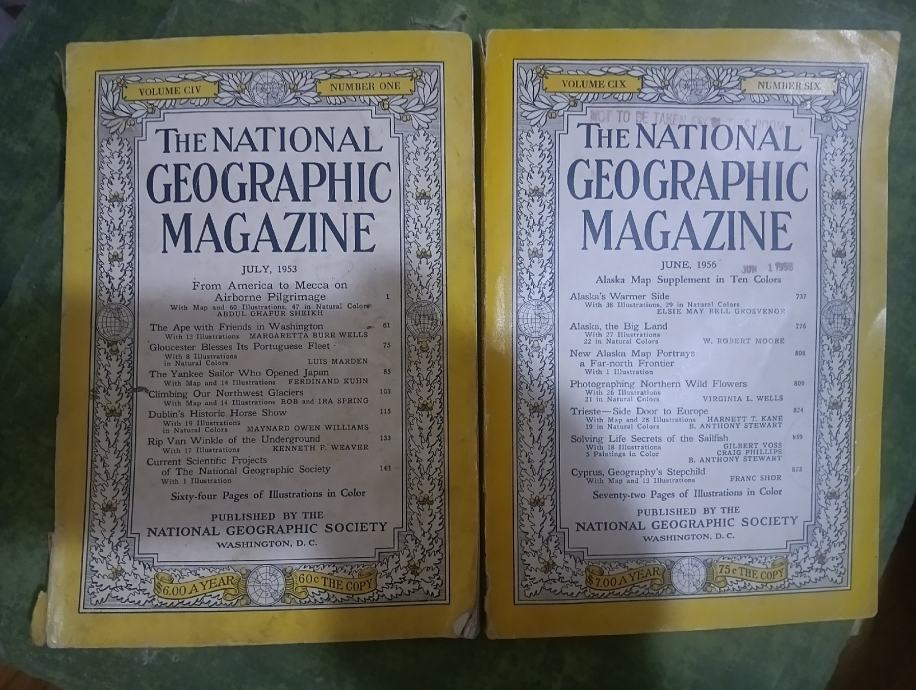 VOLUME CIV
NUMBER ONE
THE NATIONAL
GEOGRAPHIC
MAGAZINE
JULY, 1953
From America to Mecca on
Airborne Pilgrimage 1
With Map and 60 Illustrations, 47 in Natural Colors
ABDUL GHAFUR SHEIKH
The Ape with Friends in Washington 61
With 13 Illustrations MARGARETTA BURR WELLS
Gloucester Blesses Its Portuguese Fleet 75
With 8 Illustrations
in Natural Colors LUIS MARDEN
The Yankee Sailor Who Opened Japan 85
With Map and 14 Illustrations FERDINAND KUHN
Climbing Our Northwest Glaciers 103
With Map and 14 Illustrations BOB and IRA SPRING
Dublin's Historic Horse Show 115
With 19 Illustrations
in Natural Colors MAYNARD OWEN WILLIAMS
Rip Van Winkle of the Underground 133
With 17 Illustrations KENNETH F. WEAVER
Current Scientific Projects
of The National Geographic Society 143
With 1 Illustration
Sixty-four Pages of Illustrations in Color
PUBLISHED BY THE
NATIONAL GEOGRAPHIC SOCIETY
WASHINGTON, D. C.
$6.00 A YEAR
60c THE COPY
VOLUME CIX
NUMBER SIX
NOT TO BE TAKEN
THE NATIONAL
GEOGRAPHIC
MAGAZINE
JUNE, 1956
JUN 1 1956
Alaska Map Supplement in Ten Colors
Alaska's Warmer Side 737
With 38 Illustrations, 29 in Natural Colors
ELSIE MAY BELL GROSVENOR
Alaska, the Big Land 776
With 27 Illustrations
22 in Natural Colors W. ROBERT MOORE
New Alaska Map Portrays 808
a Far-north Frontier
With 1 Illustration
Photographing Northern Wild Flowers 809
With 26 Illustrations
21 in Natural Colors VIRGINIA L. WELLS
Trieste—Side Door to Europe 824
With Map and 28 Illustrations HARNETT T. KANE
19 in Natural Colors B. ANTHONY STEWART
Solving Life Secrets of the Sailfish 859
With 18 Illustrations GILBERT VOSS
5 Paintings in Color CRAIG PHILLIPS
B. ANTHONY STEWART
Cyprus, Geography's Stepchild 873
With Map and 13 Illustrations FRANC SHOR
Seventy-two Pages of Illustrations in Color
PUBLISHED BY THE
NATIONAL GEOGRAPHIC SOCIETY
WASHINGTON, D. C.
$7.00 A YEAR
75c THE COPY